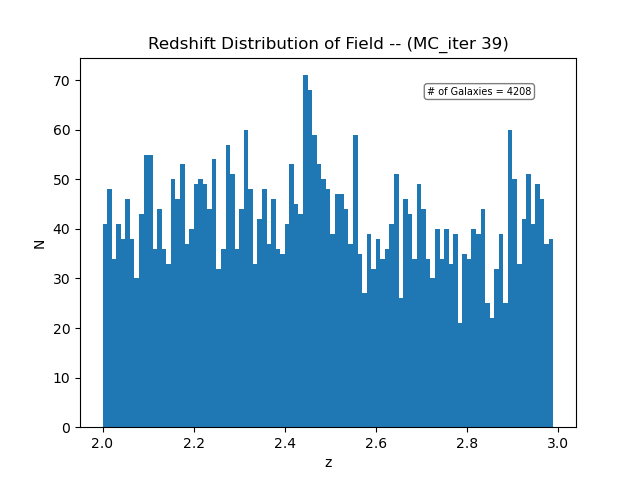 Redshift Distribution of Field -- (MC_iter 39)
# of Galaxies = 4208
70
60
50
40
30
20
10
0
N
2.0 2.2 2.4 2.6 2.8 3.0
z